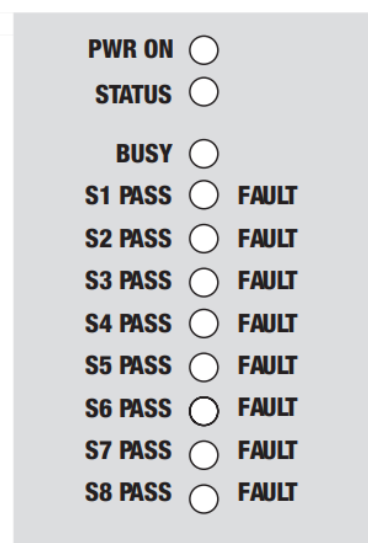 PWR ON
STATUS
BUSY
S1 PASS FAULT
S2 PASS FAULT
S3 PASS FAULT
S4 PASS FAULT
S5 PASS FAULT
S6 PASS FAULT
S7 PASS FAULT
S8 PASS FAULT